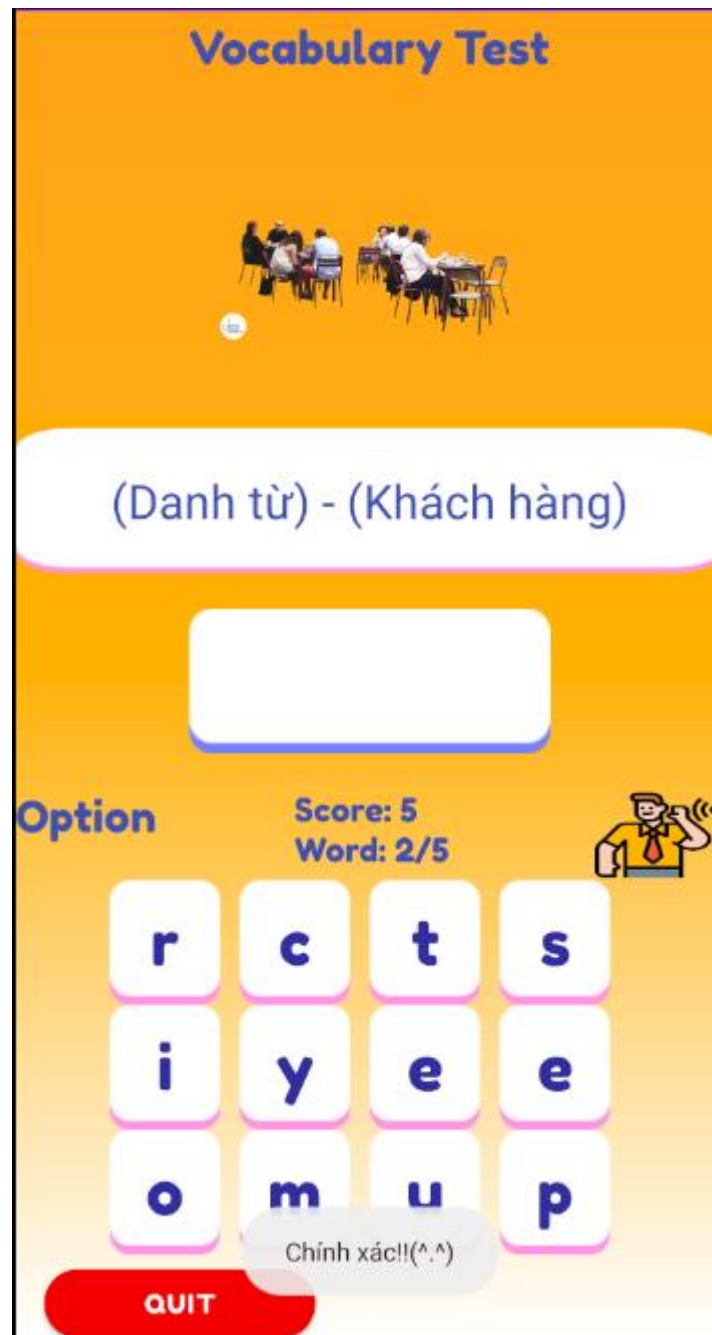 Vocabulary Test
(Danh từ) - (Khách hàng)
Option
Score: 5
Word: 2/5
r c t s
i y e e
o m u p
Chính xác!!(^.^)
QUIT